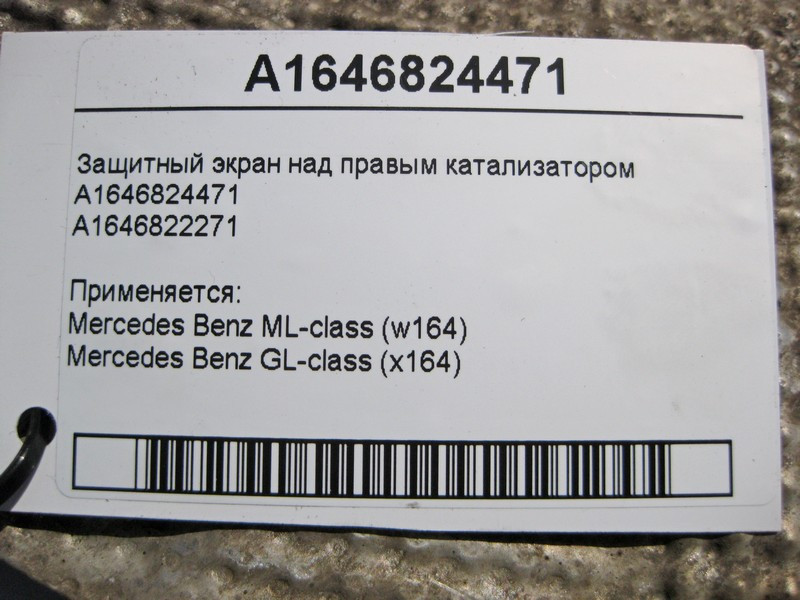 A1646824471
Защитный экран над правым катализатором
A1646824471
A1646822271
Применяется:
Mercedes Benz ML-class (w164)
Mercedes Benz GL-class (x164)